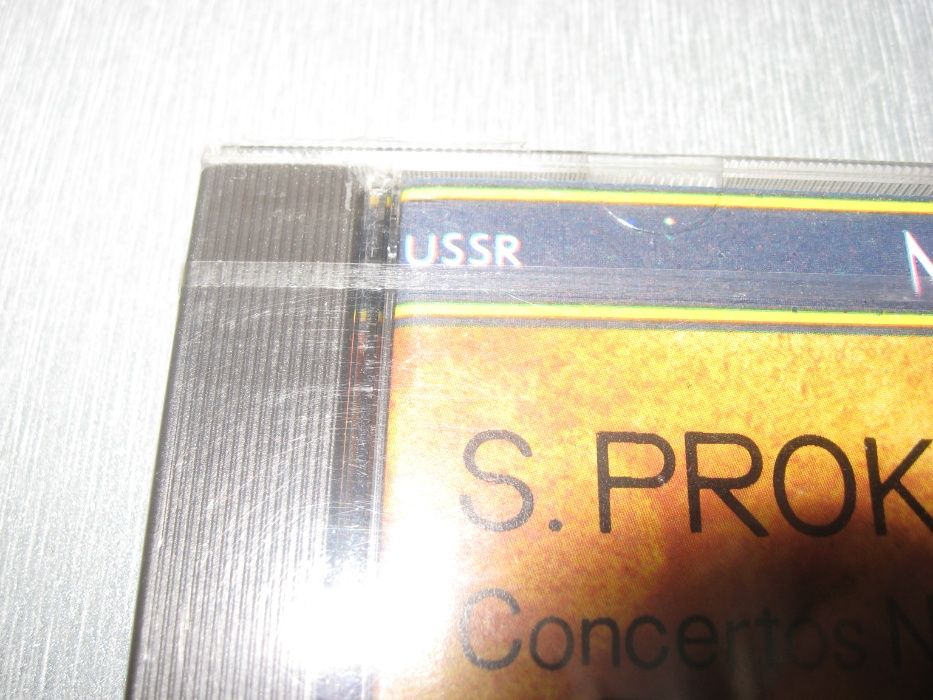 USSR
S. PROK
Concertos N